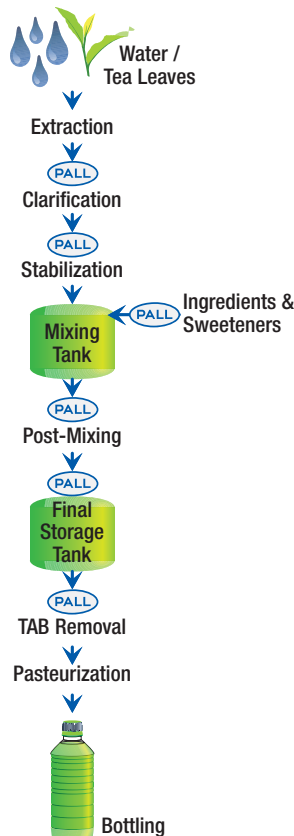 Water /
Tea Leaves
Extraction
PALL
Clarification
PALL
Stabilization
PALL
Ingredients &
Sweeteners
Mixing
Tank
PALL
Post-Mixing
PALL
Final
Storage
Tank
PALL
TAB Removal
Pasteurization
Bottling